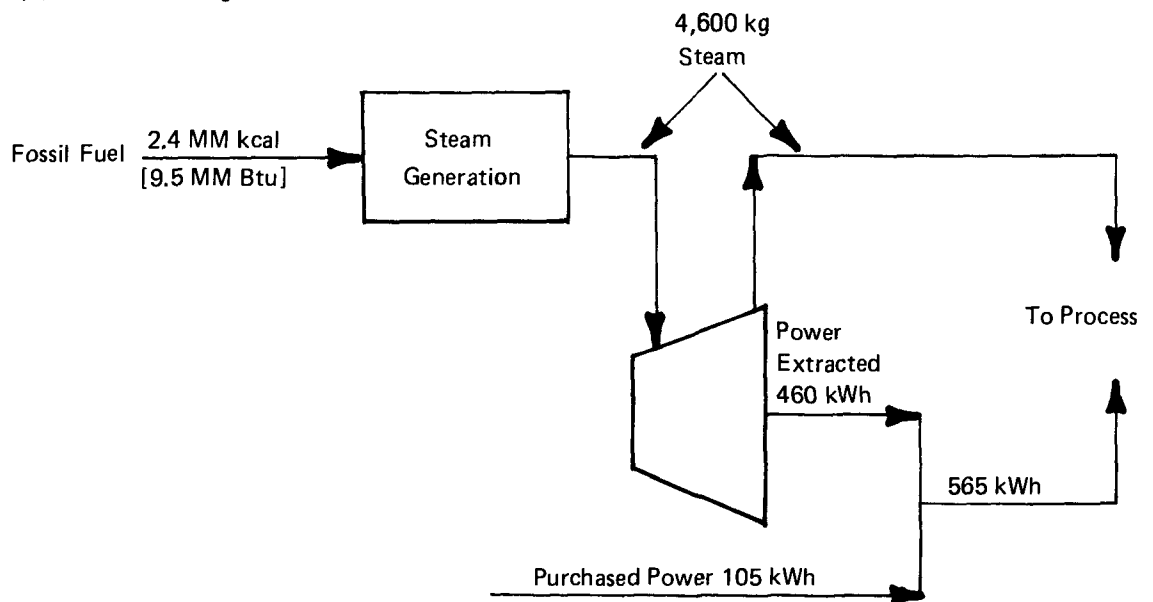 4,600 kg
Steam
Fossil Fuel
2.4 MM kcal
[9.5 MM Btu]
Steam
Generation
To Process
Power
Extracted
460 kWh
565 kWh
Purchased Power 105 kWh